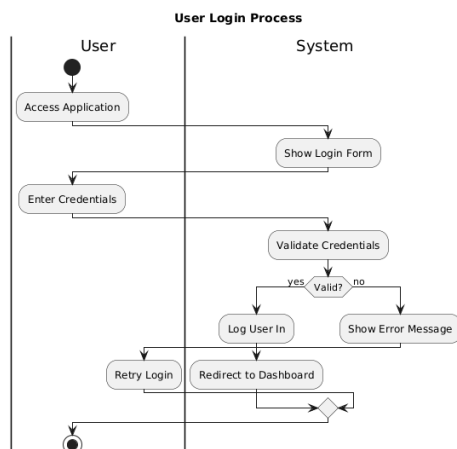 User Login Process
User
System
Access Application
Show Login Form
Enter Credentials
Validate Credentials
yes
Valid?
no
Log User In
Show Error Message
Retry Login
Redirect to Dashboard